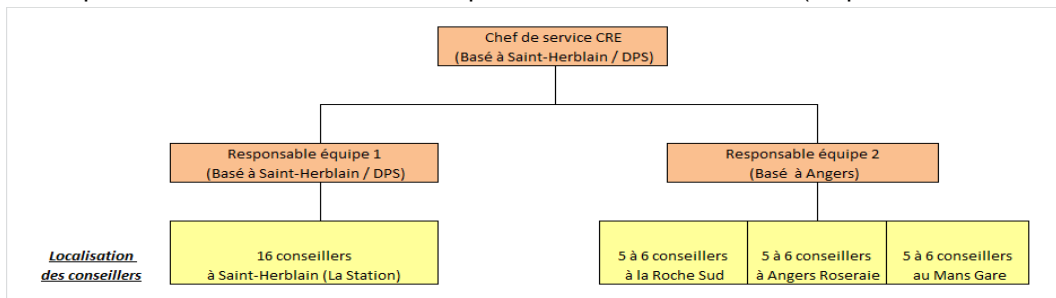 Chef de service CRE
(Basé à Saint-Herblain / DPS)
Responsable équipe 1
(Basé à Saint-Herblain / DPS)
Responsable équipe 2
(Basé à Angers)
Localisation
des conseillers
16 conseillers
à Saint-Herblain (La Station)
5 à 6 conseillers
à la Roche Sud
5 à 6 conseillers
à Angers Roseraie
5 à 6 conseillers
au Mans Gare